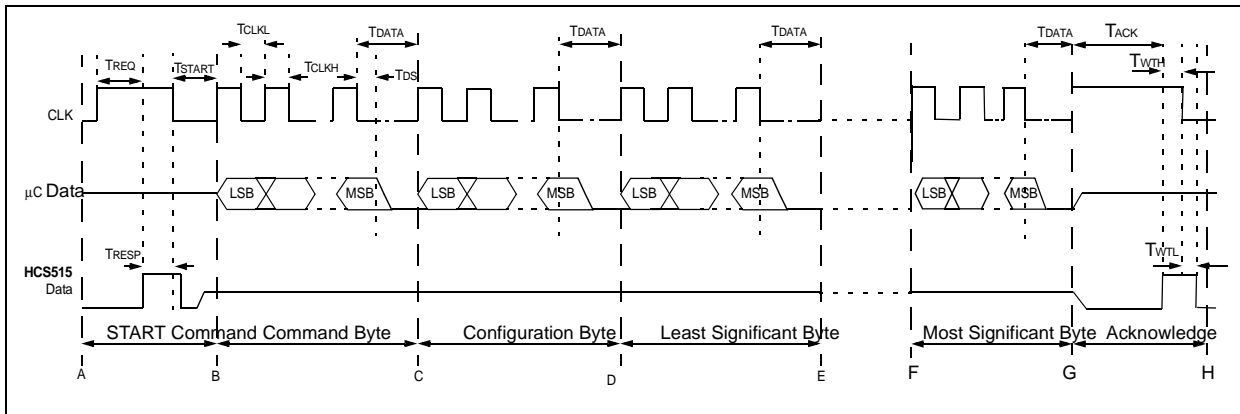 TCLKL TDATA TDATA TDATA TDATA TACK
TREQ TSTART TCLKH TDS TWTH
CLK
μC Data LSB MSB LSB MSB LSB MSB LSB MSB
TRESP TWTL
HCS515
Data
START Command Command Byte Configuration Byte Least Significant Byte Most Significant Byte Acknowledge
A B C D E F G H